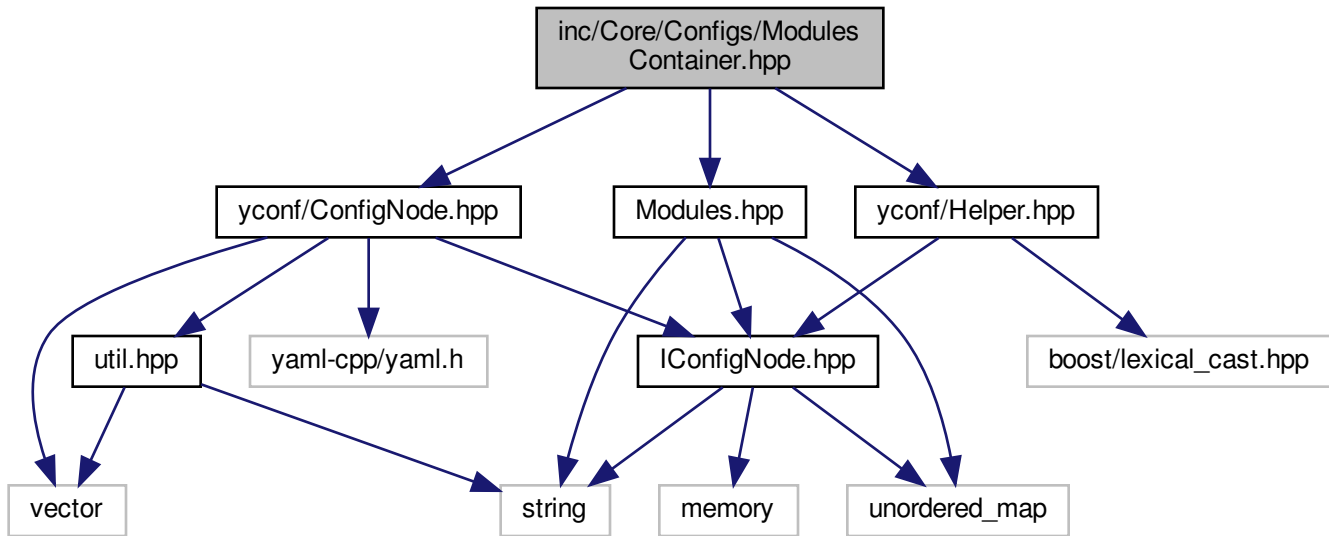 inc/Core/Configs/Modules
Container.hpp
yconf/ConfigNode.hpp
Modules.hpp
yconf/Helper.hpp
util.hpp
yaml-cpp/yaml.h
IConfigNode.hpp
boost/lexical_cast.hpp
vector
string
memory
unordered_map